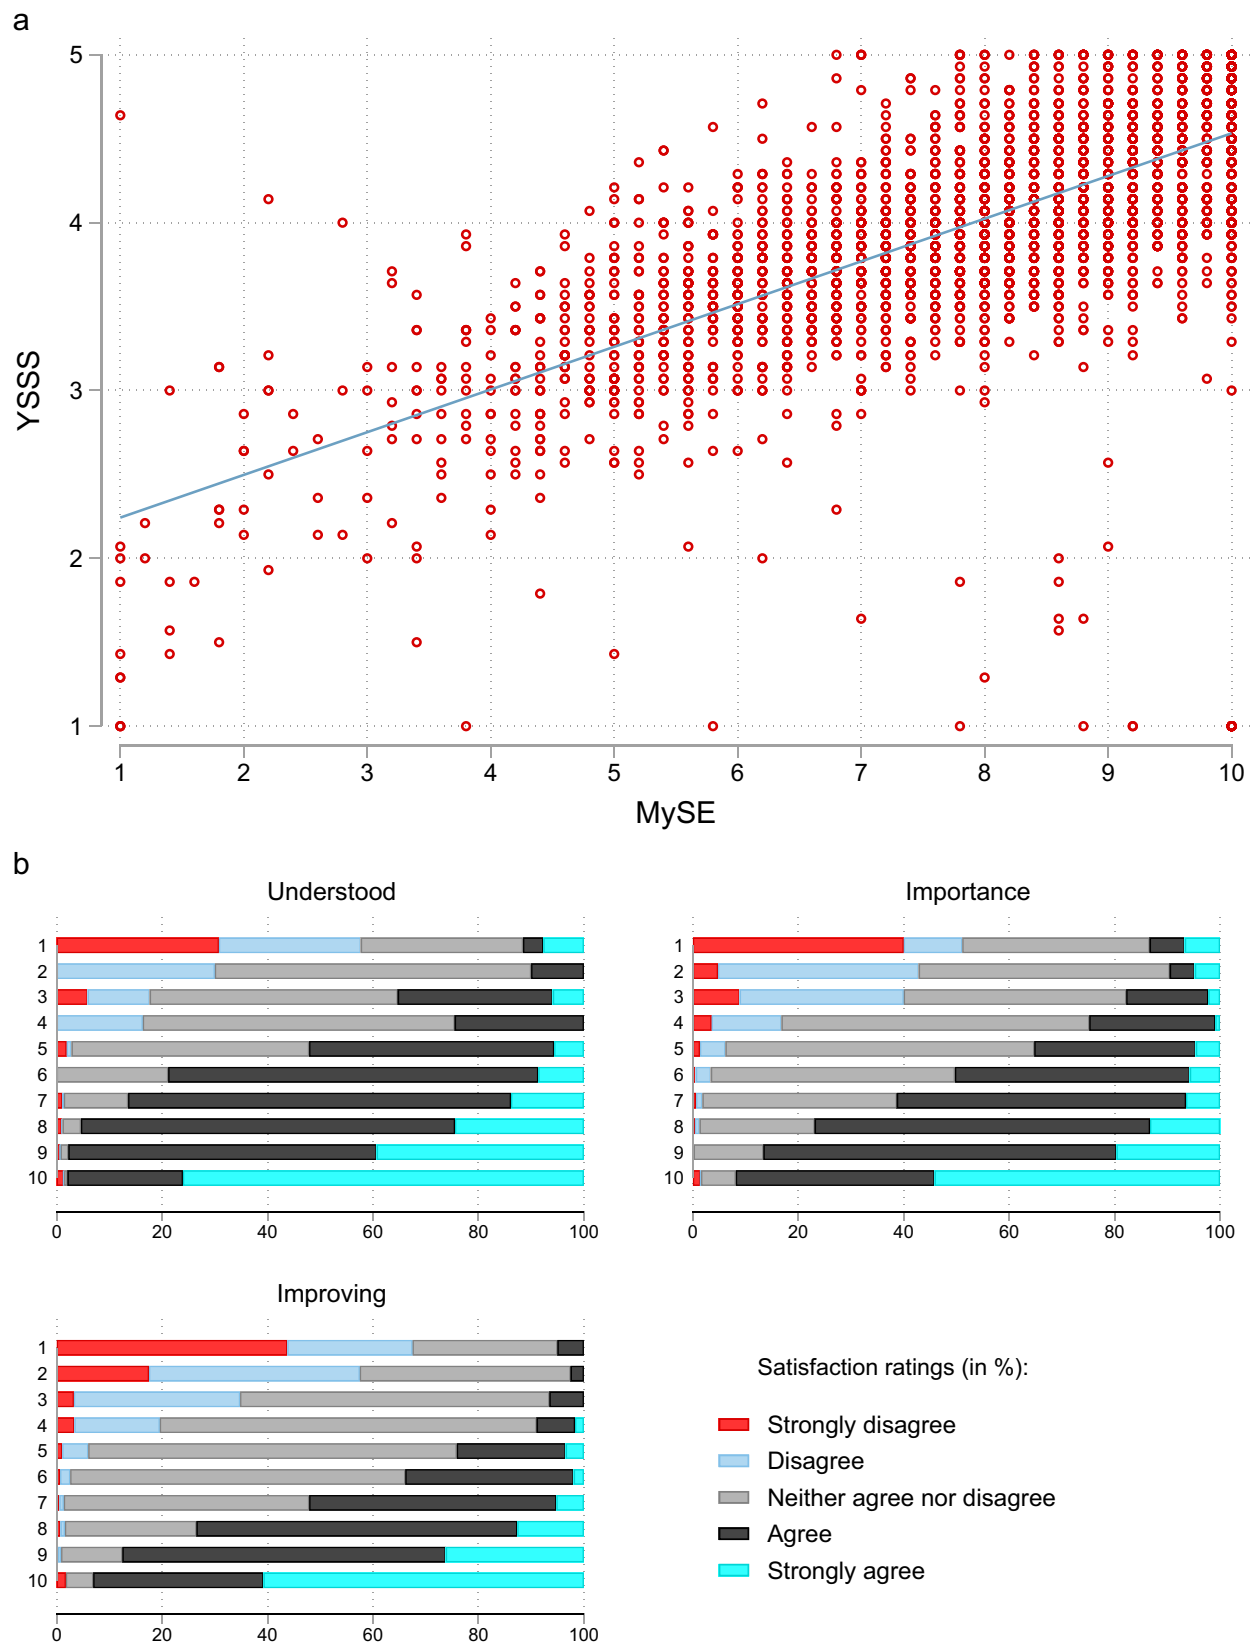 a
5
4
3
2
1
YSSS
1 2 3 4 5 6 7 8 9 10
MySE
b
Understood
1
2
3
4
5
6
7
8
9
10
0 20 40 60 80 100
Importance
1
2
3
4
5
6
7
8
9
10
0 20 40 60 80 100
Improving
1
2
3
4
5
6
7
8
9
10
0 20 40 60 80 100
Satisfaction ratings (in %):
Strongly disagree
Disagree
Neither agree nor disagree
Agree
Strongly agree